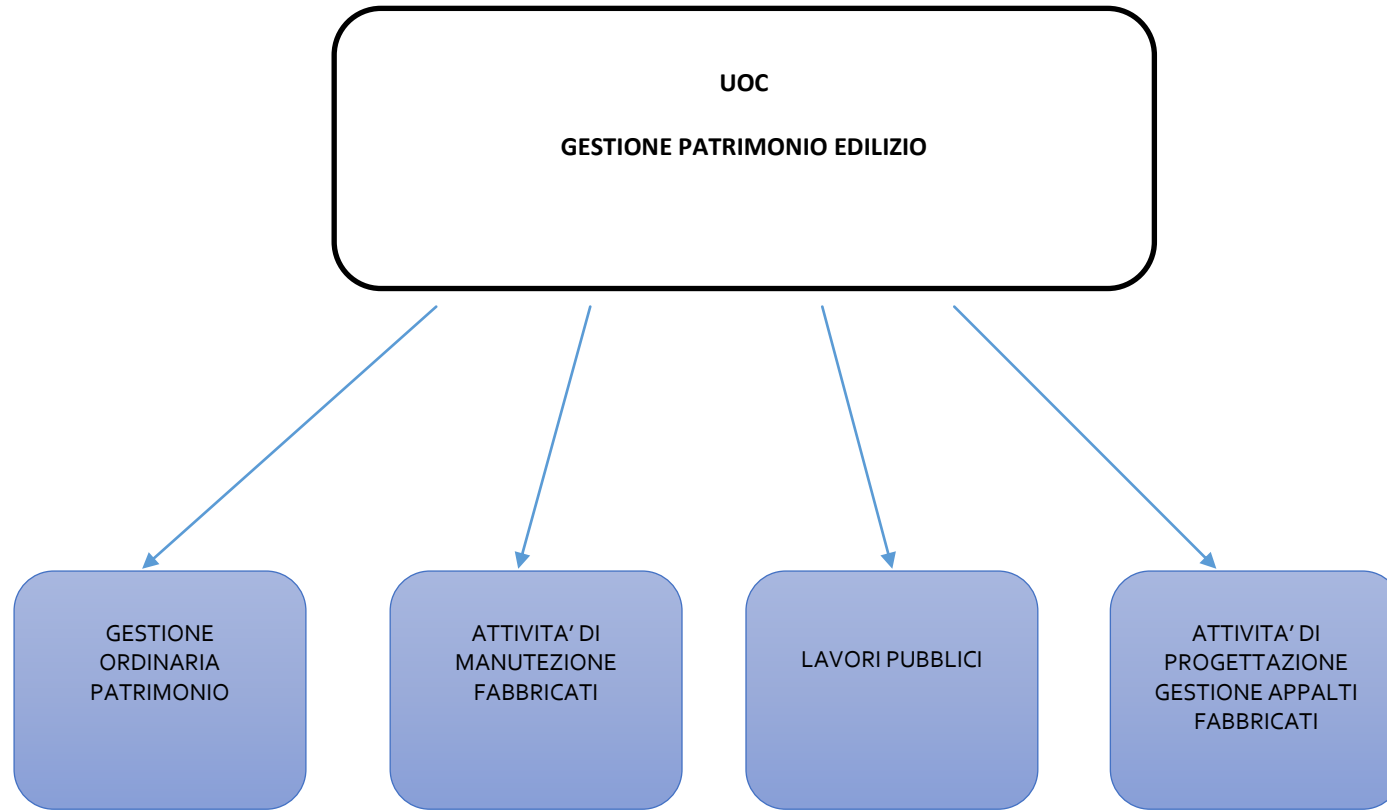 UOC
GESTIONE PATRIMONIO EDILIZIO
GESTIONE
ORDINARIA
PATRIMONIO
ATTIVITA’ DI
MANUTEZIONE
FABBRICATI
LAVORI PUBBLICI
ATTIVITA’ DI
PROGETTAZIONE
GESTIONE APPALTI
FABBRICATI